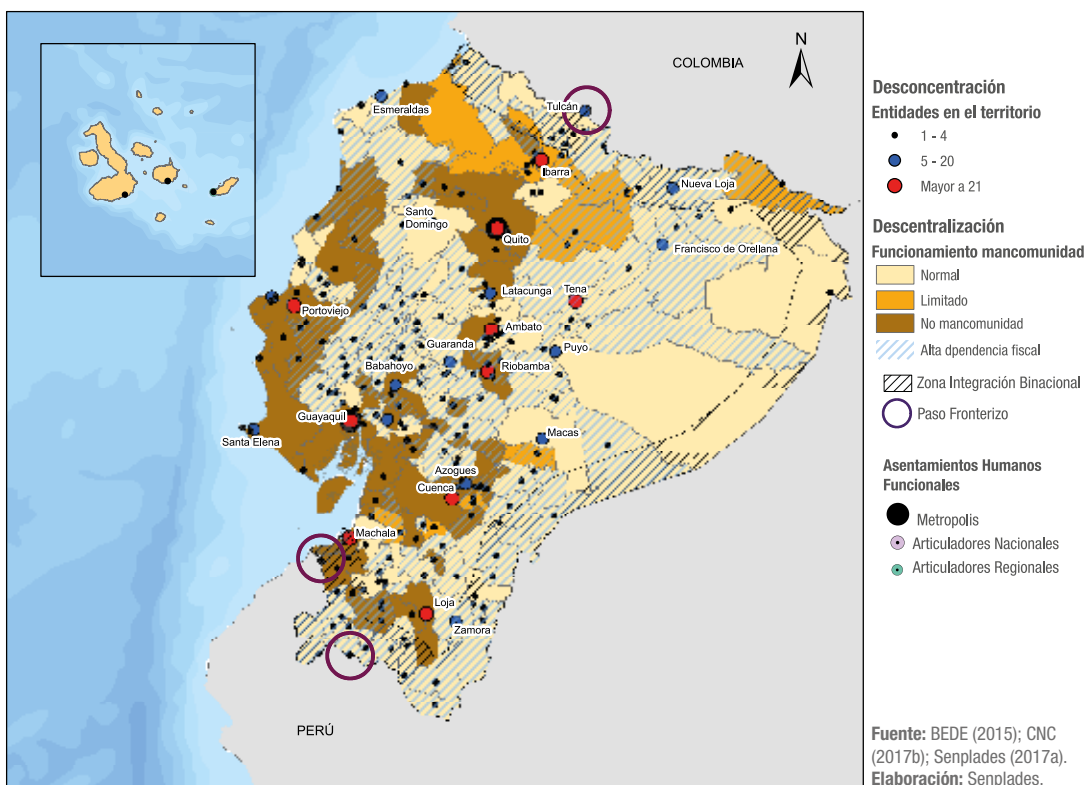 COLOMBIA
N
Tulcán
Esmeraldas
Ibarra
Nueva Loja
Santo
Domingo
Quito
Francisco de Orellana
Latacunga
Tena
Portoviejo
Ambato
Guaranda
Puyo
Babahoyo
Riobamba
Guayaquil
Santa Elena
Macas
Azogues
Cuenca
Machala
Loja
Zamora
PERÚ
Desconcentración
Entidades en el territorio
1 - 4
5 - 20
Mayor a 21
Descentralización
Funcionamiento mancomunidad
Normal
Limitado
No mancomunidad
Alta dpendencia fiscal
Zona Integración Binacional
Paso Fronterizo
Asentamientos Humanos
Funcionales
Metropolis
Articuladores Nacionales
Articuladores Regionales
Fuente: BEDE (2015); CNC
(2017b); Senplades (2017a).
Elaboración: Senplades.